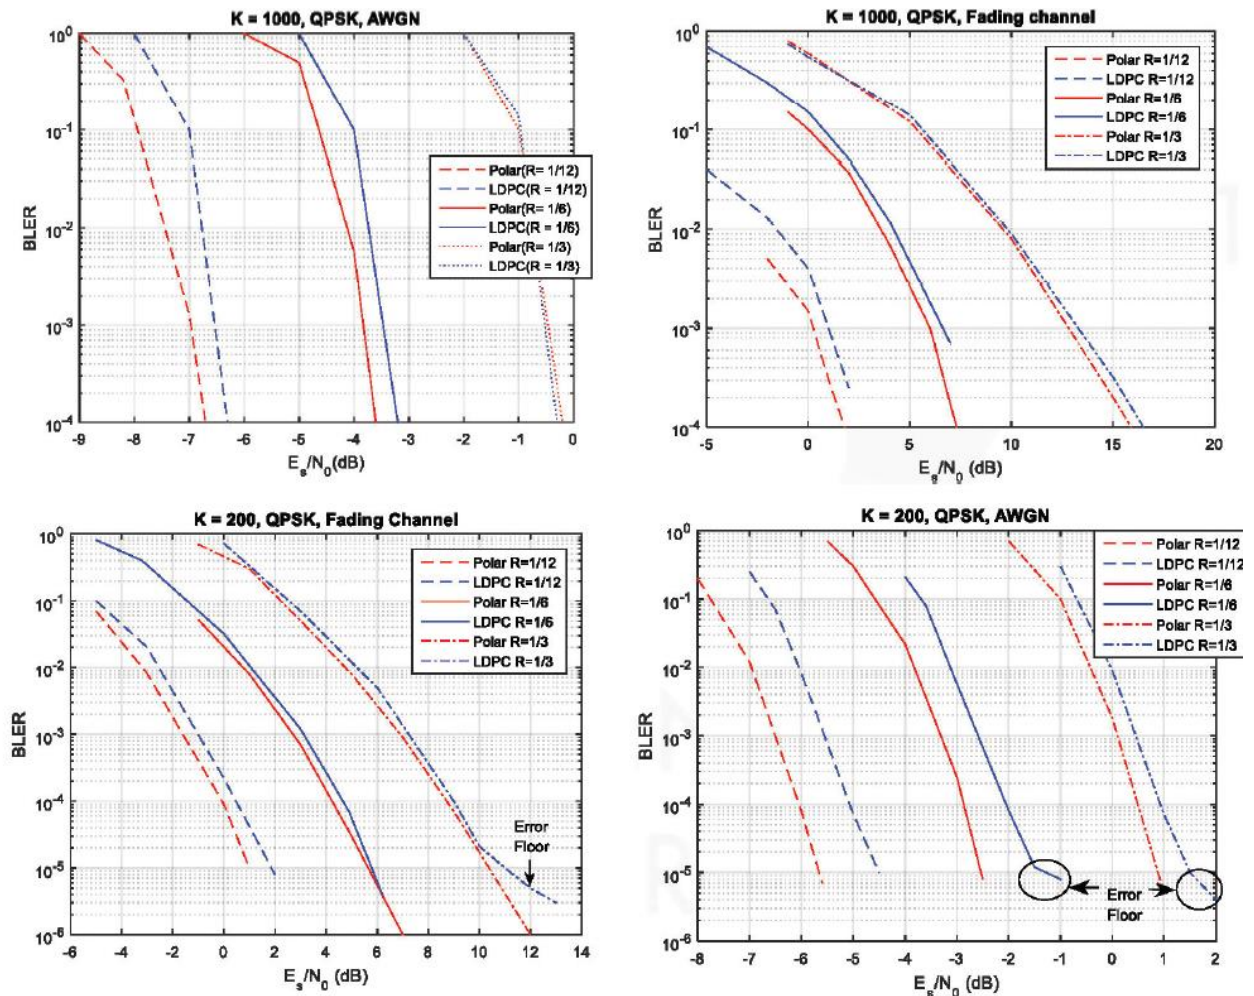 K = 1000, QPSK, AWGN
BLER
10^0
10^-1
10^-2
10^-3
10^-4
-9 -8 -7 -6 -5 -4 -3 -2 -1 0
E_s/N_0(dB)
Polar(R= 1/12)
LDPC(R = 1/12)
Polar(R= 1/6)
LDPC(R = 1/6)
Polar(R= 1/3)
LDPC(R = 1/3)
K = 1000, QPSK, Fading channel
BLER
10^0
10^-1
10^-2
10^-3
10^-4
-5 0 5 10 15 20
E_s/N_0 (dB)
Polar R=1/12
LDPC R=1/12
Polar R=1/6
LDPC R=1/6
Polar R=1/3
LDPC R=1/3
K = 200, QPSK, Fading Channel
BLER
10^0
10^-1
10^-2
10^-3
10^-4
10^-5
10^-6
-6 -4 -2 0 2 4 6 8 10 12 14
E_s/N_0 (dB)
Polar R=1/12
LDPC R=1/12
Polar R=1/6
LDPC R=1/6
Polar R=1/3
LDPC R=1/3
Error
Floor
K = 200, QPSK, AWGN
BLER
10^0
10^-1
10^-2
10^-3
10^-4
10^-5
10^-6
-8 -7 -6 -5 -4 -3 -2 -1 0 1 2
E_s/N_0 (dB)
Polar R=1/12
LDPC R=1/12
Polar R=1/6
LDPC R=1/6
Polar R=1/3
LDPC R=1/3
Error
Floor